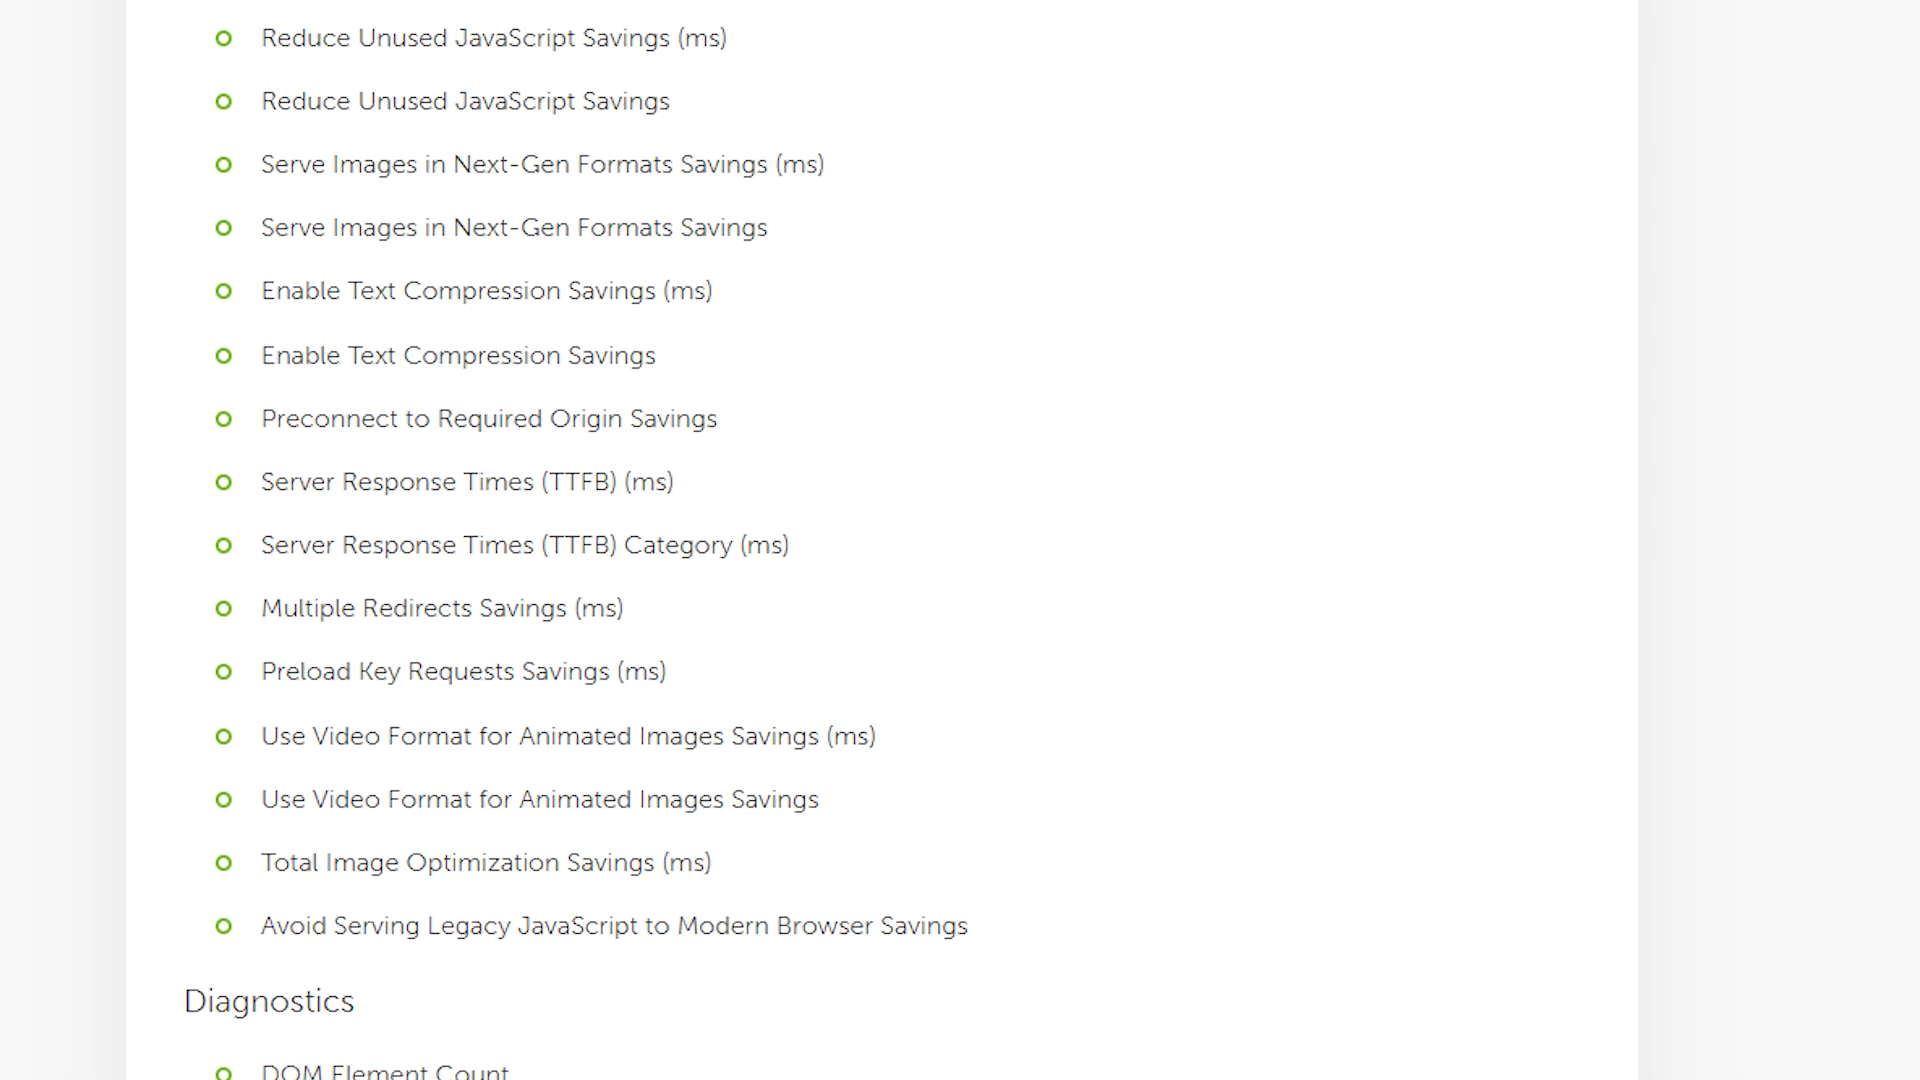 Reduce Unused JavaScript Savings (ms)
Reduce Unused JavaScript Savings
Serve Images in Next-Gen Formats Savings (ms)
Serve Images in Next-Gen Formats Savings
Enable Text Compression Savings (ms)
Enable Text Compression Savings
Preconnect to Required Origin Savings
Server Response Times (TTFB) (ms)
Server Response Times (TTFB) Category (ms)
Multiple Redirects Savings (ms)
Preload Key Requests Savings (ms)
Use Video Format for Animated Images Savings (ms)
Use Video Format for Animated Images Savings
Total Image Optimization Savings (ms)
Avoid Serving Legacy JavaScript to Modern Browser Savings
Diagnostics
DOM Element Count